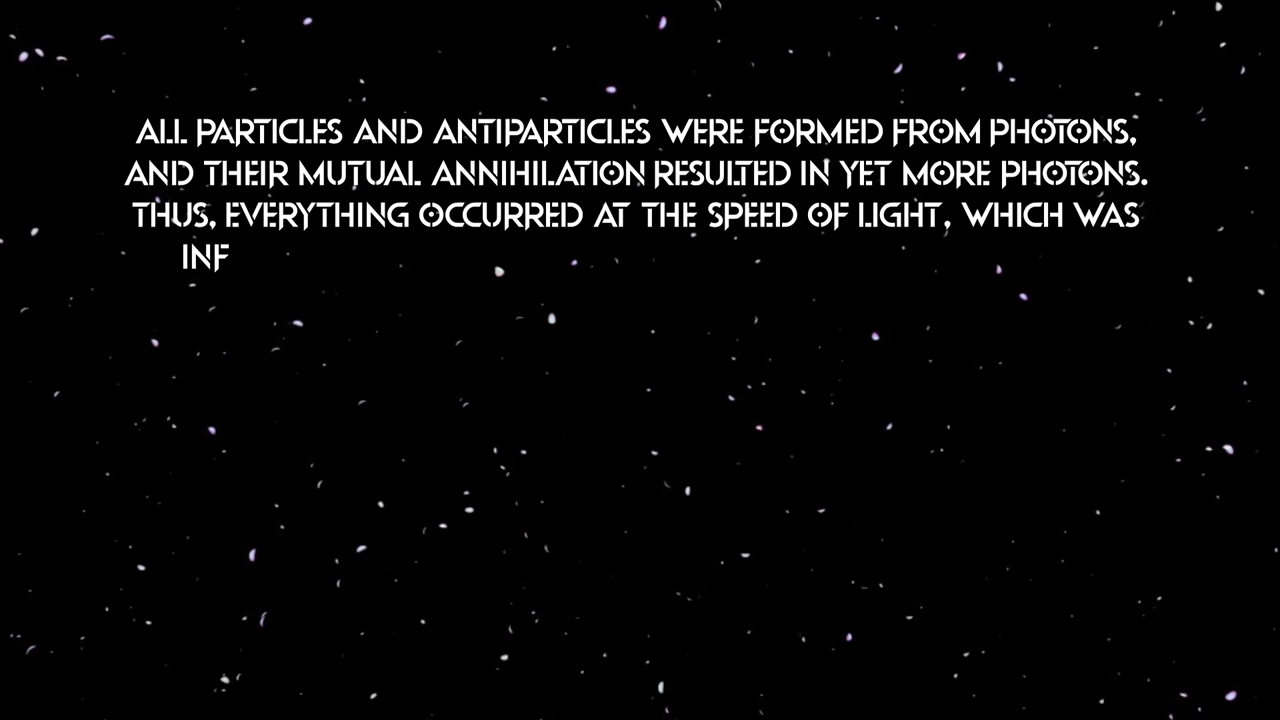 ALL PARTICLES AND ANTIPARTICLES WERE FORMED FROM PHOTONS,
AND THEIR MUTUAL ANNIHILATION RESULTED IN YET MORE PHOTONS.
THUS, EVERYTHING OCCURRED AT THE SPEED OF LIGHT, WHICH WAS
INF